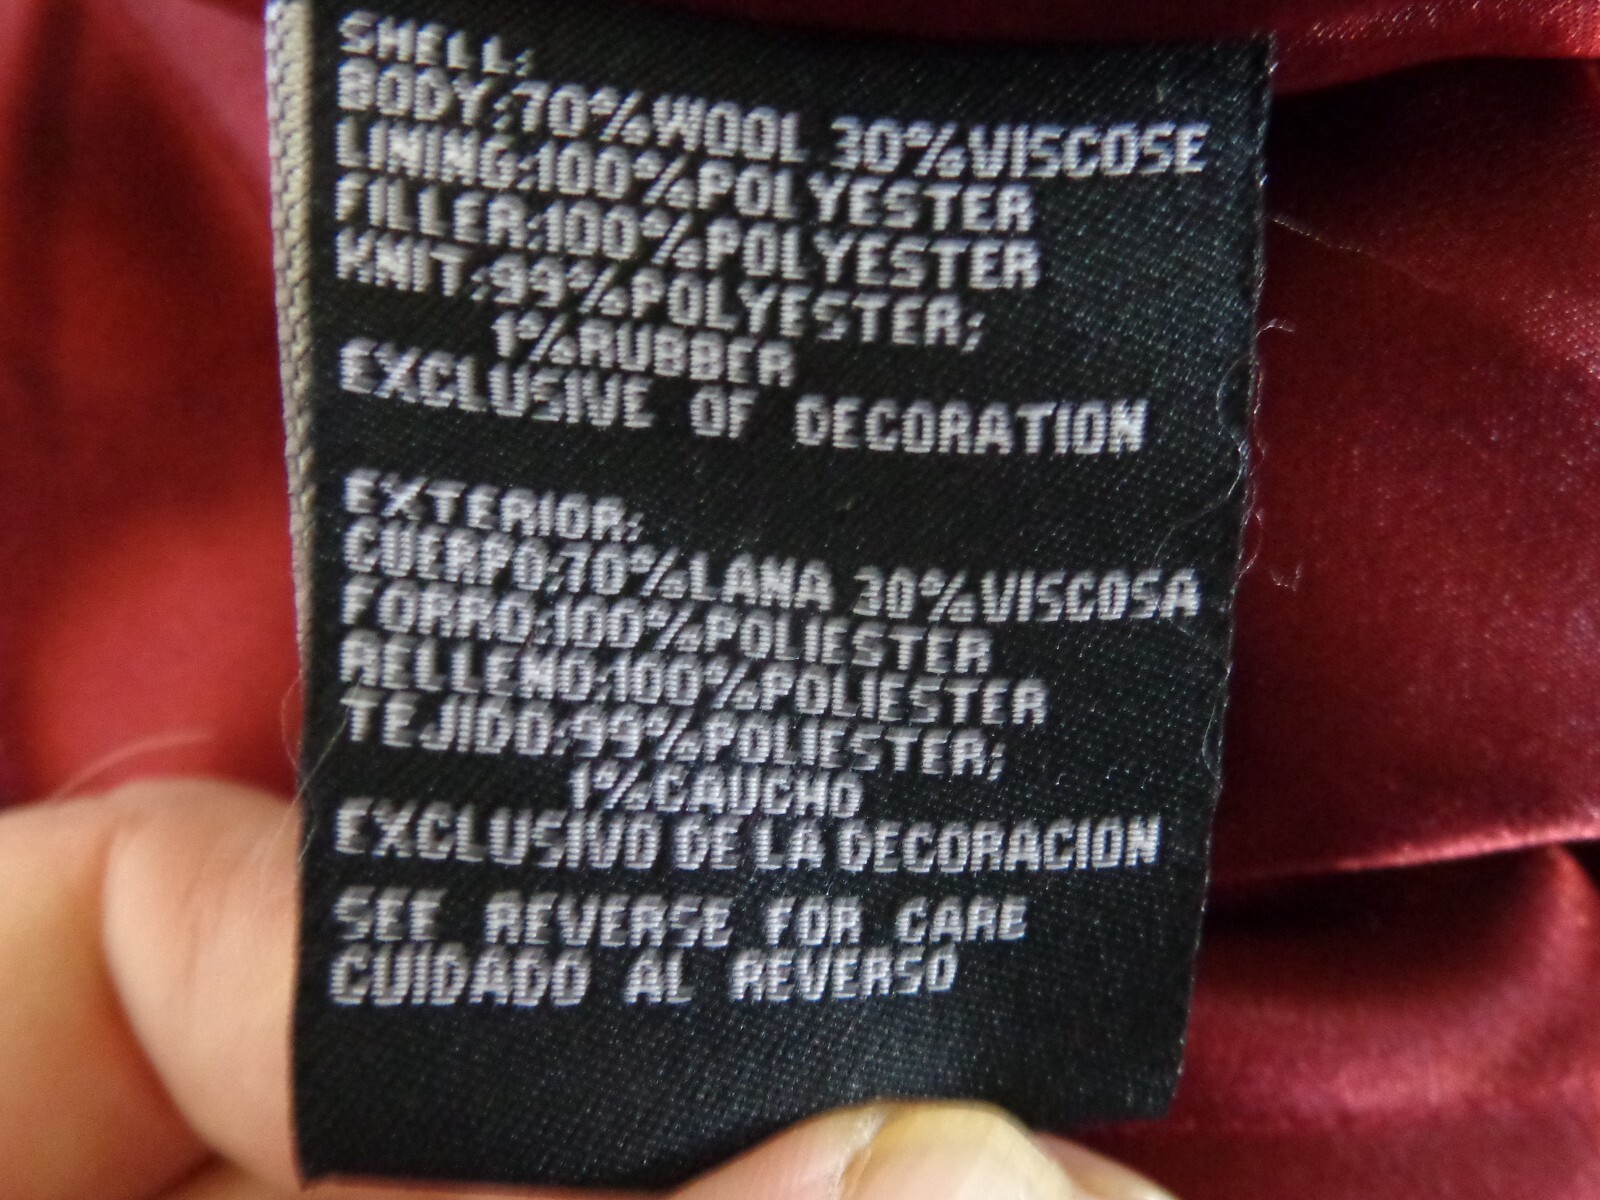 SHELL:
BODY:70%WOOL 30%VISCOSE
LINING:100%POLYESTER
FILLER:100%POLYESTER
KNIT:99%POLYESTER;
1%RUBBER
EXCLUSIVE OF DECORATION
EXTERIOR:
CUERPO:70%LANA 30%VISCOSA
FORRO:100%POLIESTER
RELLENO:100%POLIESTER
TEJIDO:99%POLIESTER;
1%CAUCHO
EXCLUSIVO DE LA DECORACION
SEE REVERSE FOR CARE
CUIDADO AL REVERSO